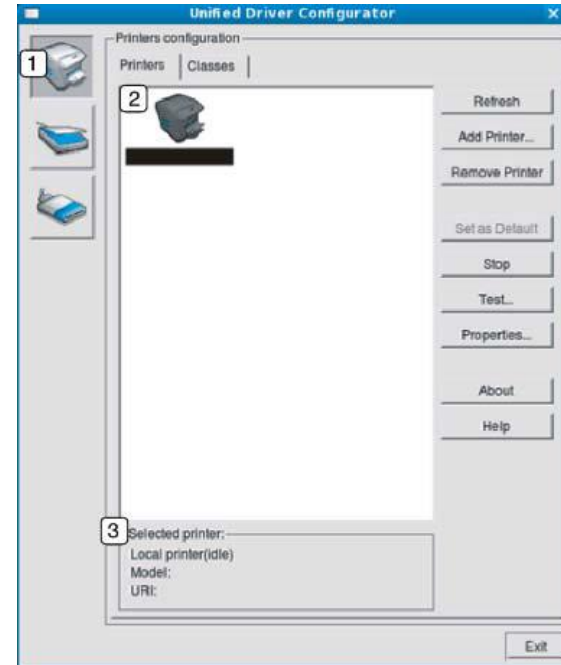 Unified Driver Configurator
1
Printers configuration
Printers
Classes
2
Refresh
Add Printer...
Remove Printer
Set as Default
Stop
Test...
Properties...
About
Help
3
Selected printer:
Local printer(idle)
Model:
URI:
Exit